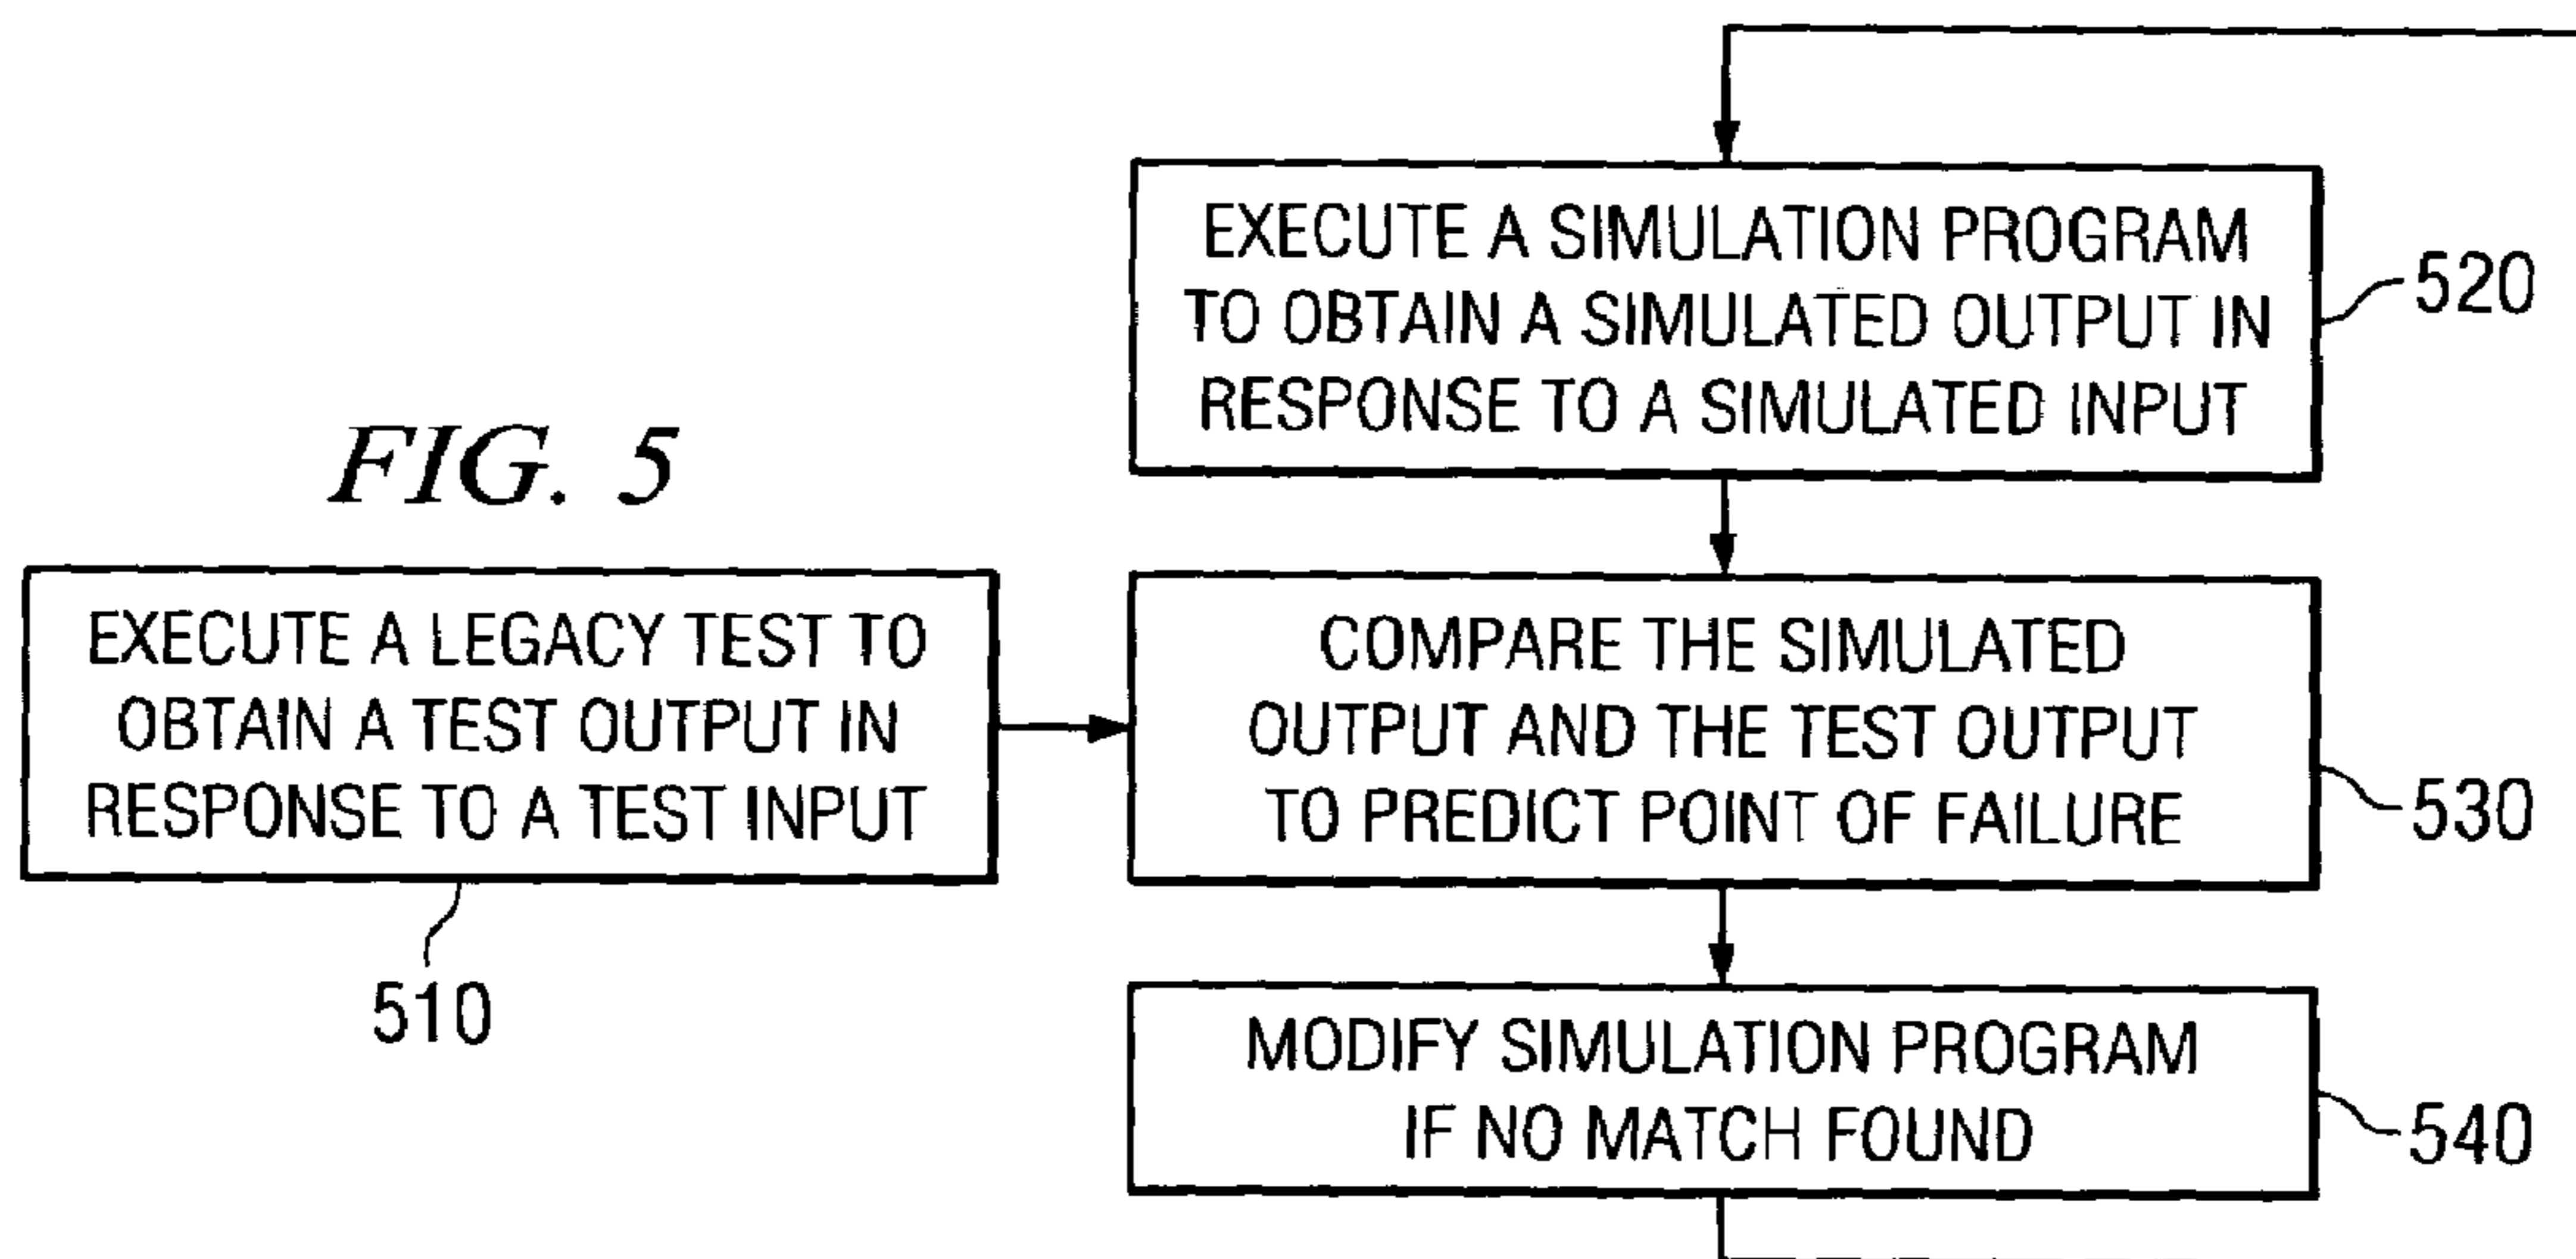 EXECUTE A SIMULATION PROGRAM
TO OBTAIN A SIMULATED OUTPUT IN
RESPONSE TO A SIMULATED INPUT
520
FIG. 5
EXECUTE A LEGACY TEST TO
OBTAIN A TEST OUTPUT IN
RESPONSE TO A TEST INPUT
510
COMPARE THE SIMULATED
OUTPUT AND THE TEST OUTPUT
TO PREDICT POINT OF FAILURE
530
MODIFY SIMULATION PROGRAM
IF NO MATCH FOUND
540